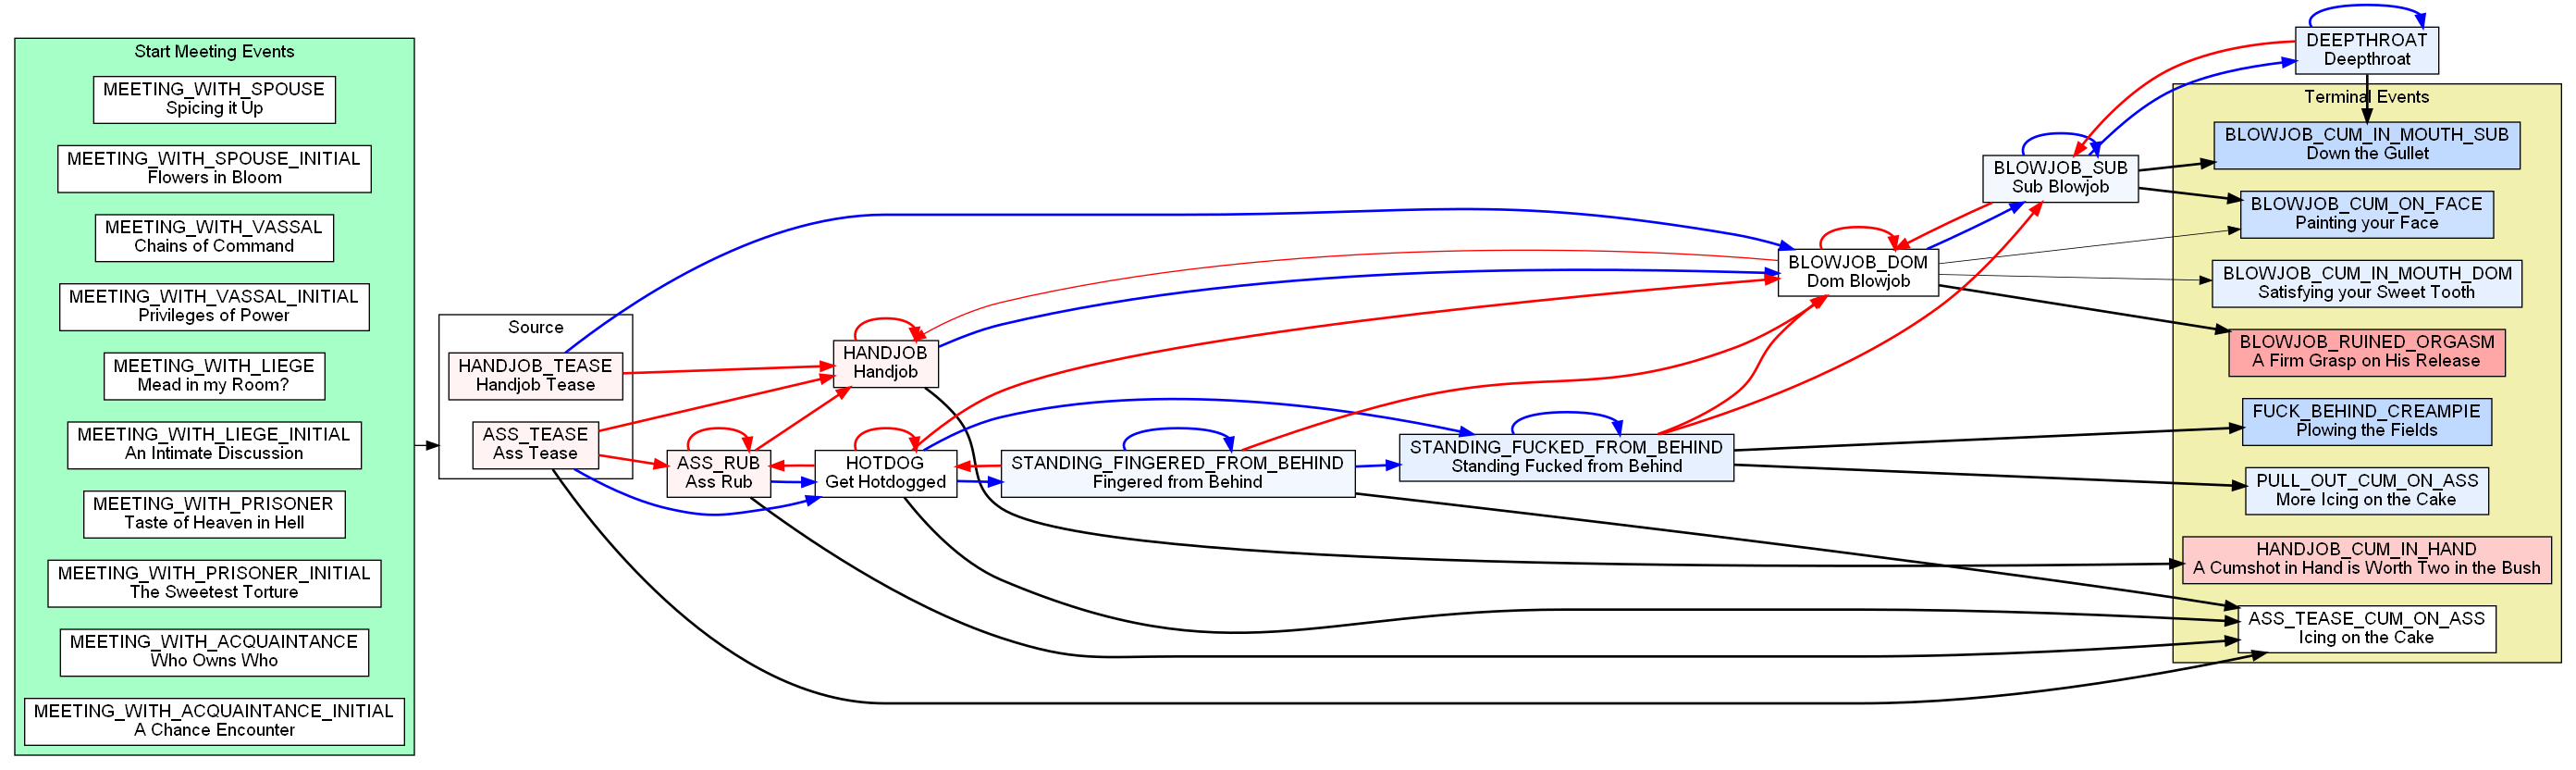 Start Meeting Events
MEETING_WITH_SPOUSE
Spicing it Up
MEETING_WITH_SPOUSE_INITIAL
Flowers in Bloom
MEETING_WITH_VASSAL
Chains of Command
MEETING_WITH_VASSAL_INITIAL
Privileges of Power
MEETING_WITH_LIEGE
Mead in my Room?
MEETING_WITH_LIEGE_INITIAL
An Intimate Discussion
MEETING_WITH_PRISONER
Taste of Heaven in Hell
MEETING_WITH_PRISONER_INITIAL
The Sweetest Torture
MEETING_WITH_ACQUAINTANCE
Who Owns Who
MEETING_WITH_ACQUAINTANCE_INITIAL
A Chance Encounter
Source
HANDJOB_TEASE
Handjob Tease
ASS_TEASE
Ass Tease
ASS_RUB
Ass Rub
HANDJOB
Handjob
HOTDOG
Get Hotdogged
STANDING_FINGERED_FROM_BEHIND
Fingered from Behind
STANDING_FUCKED_FROM_BEHIND
Standing Fucked from Behind
BLOWJOB_DOM
Dom Blowjob
BLOWJOB_SUB
Sub Blowjob
DEEPTHROAT
Deepthroat
Terminal Events
BLOWJOB_CUM_IN_MOUTH_SUB
Down the Gullet
BLOWJOB_CUM_ON_FACE
Painting your Face
BLOWJOB_CUM_IN_MOUTH_DOM
Satisfying your Sweet Tooth
BLOWJOB_RUINED_ORGASM
A Firm Grasp on His Release
FUCK_BEHIND_CREAMPIE
Plowing the Fields
PULL_OUT_CUM_ON_ASS
More Icing on the Cake
HANDJOB_CUM_IN_HAND
A Cumshot in Hand is Worth Two in the Bush
ASS_TEASE_CUM_ON_ASS
Icing on the Cake